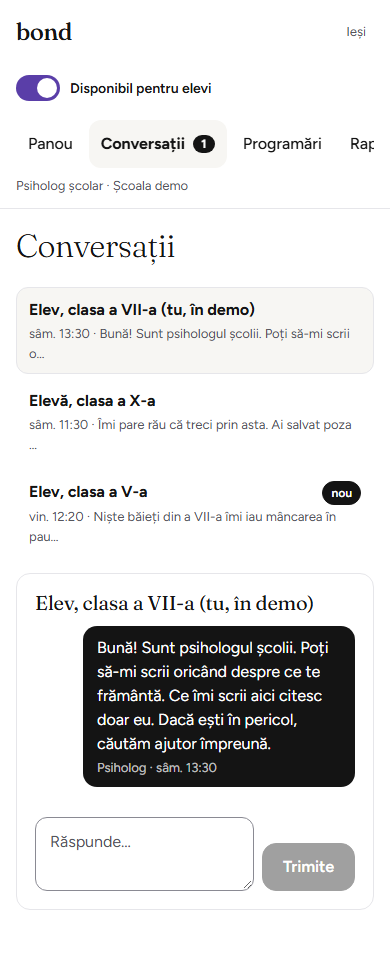 bond
Ieși
Disponibil pentru elevi
Panou
Conversații 1
Programări
Rap
Psiholog școlar · Școala demo
Conversații
Elev, clasa a VII-a (tu, în demo)
sâm. 13:30 · Bună! Sunt psihologul școlii. Poți să-mi scrii
o...
Elevă, clasa a X-a
sâm. 11:30 · Îmi pare rău că treci prin asta. Ai salvat poza
...
Elev, clasa a V-a
nou
vin. 12:20 · Niște băieți din a VII-a îmi iau mâncarea în
pau...
Elev, clasa a VII-a (tu, în demo)
Bună! Sunt psihologul școlii. Poți
să-mi scrii oricând despre ce te
frământă. Ce îmi scrii aici citesc
doar eu. Dacă ești în pericol,
căutăm ajutor împreună.
Psiholog · sâm. 13:30
Răspunde...
Trimite